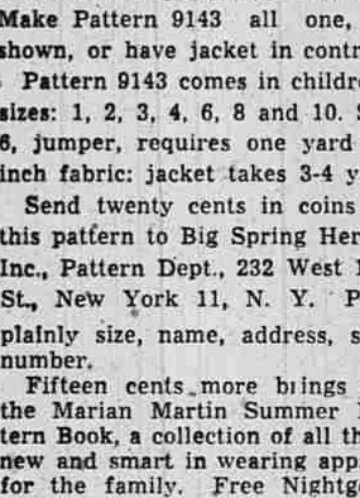 Make Pattern 9143 all one,
shown, or have jacket in contr
Pattern 9143 comes in childre
sizes: 1, 2, 3, 4, 6, 8 and 10. S
6, jumper, requires one yard
inch fabric: jacket takes 3-4 y
Send twenty cents in coins
this pattern to Big Spring Her
Inc., Pattern Dept., 232 West 1
St., New York 11, N. Y. P
plainly size, name, address, s
number.
Fifteen cents more brings
the Marian Martin Summer
tern Book, a collection of all th
new and smart in wearing app
for the family. Free Nightg